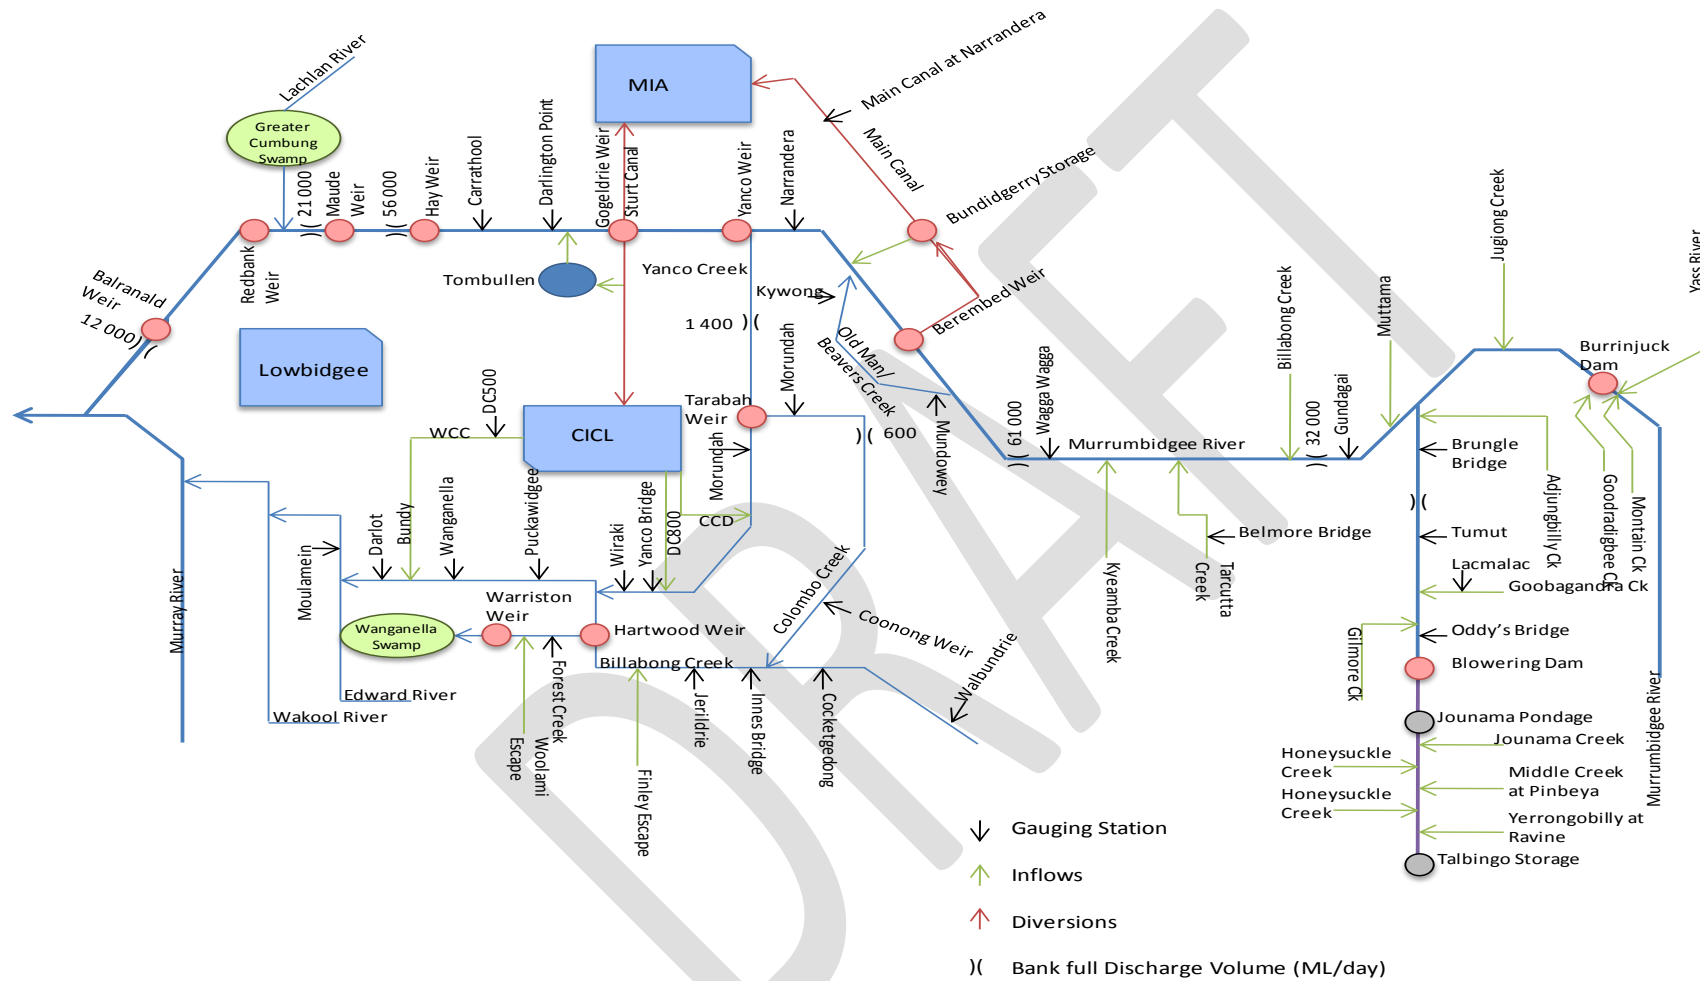 Lachlan River
Greater
Cumbung
Swamp
MIA
Main Canal at Narrandera
Main Canal
21 000
Maude
Weir
56 000
Hay Weir
Carrathool
Darlington Point
Gogeldrie Weir
Sturt Canal
Yanco Weir
Narrandera
Bundidgerry Storage
Jugiong Creek
Yass River
Redbank
Weir
Balranald
Weir
12 000
Tombullen
Yanco Creek
Kywong
1 400
Berembed Weir
Billabong Creek
Muttama
Burrinjuck
Dam
Lowbidgee
Old Man/
Beavers Creek
Morundah
Tarabah
Weir
600
Mundowey
61 000
Wagga Wagga
Murrumbidgee River
32 000
Gundagai
DC500
WCC
CICL
Morundah
CCD
Brungle
Bridge
Adjungbilly Ck
Goodradigbee Ck
Montain Ck
Murray River
Moulamein
Darlot
Bundy
Wanganella
Puckawidgee
Wiraki
Yanco Bridge
DC800
Colombo Creek
Coonong Weir
Kyeamba Creek
Belmore Bridge
Tarcutta
Creek
Tumut
Lacmalac
Goobagandra Ck
Gilmore Ck
Oddy's Bridge
Blowering Dam
Warriston
Weir
Wanganella
Swamp
Hartwood Weir
Billabong Creek
Walbundrie
Edward River
Wakool River
Forest Creek
Woolami
Escape
Finley Escape
Jerildrie
Innes Bridge
Cocketgedong
Murrumbidgee River
Jounama Pondage
Jounama Creek
Honeysuckle
Creek
Middle Creek
at Pinbeya
Honeysuckle
Creek
Yerrongobilly at
Ravine
Talbingo Storage
Gauging Station
Inflows
Diversions
)( Bank full Discharge Volume (ML/day)
DRAFT